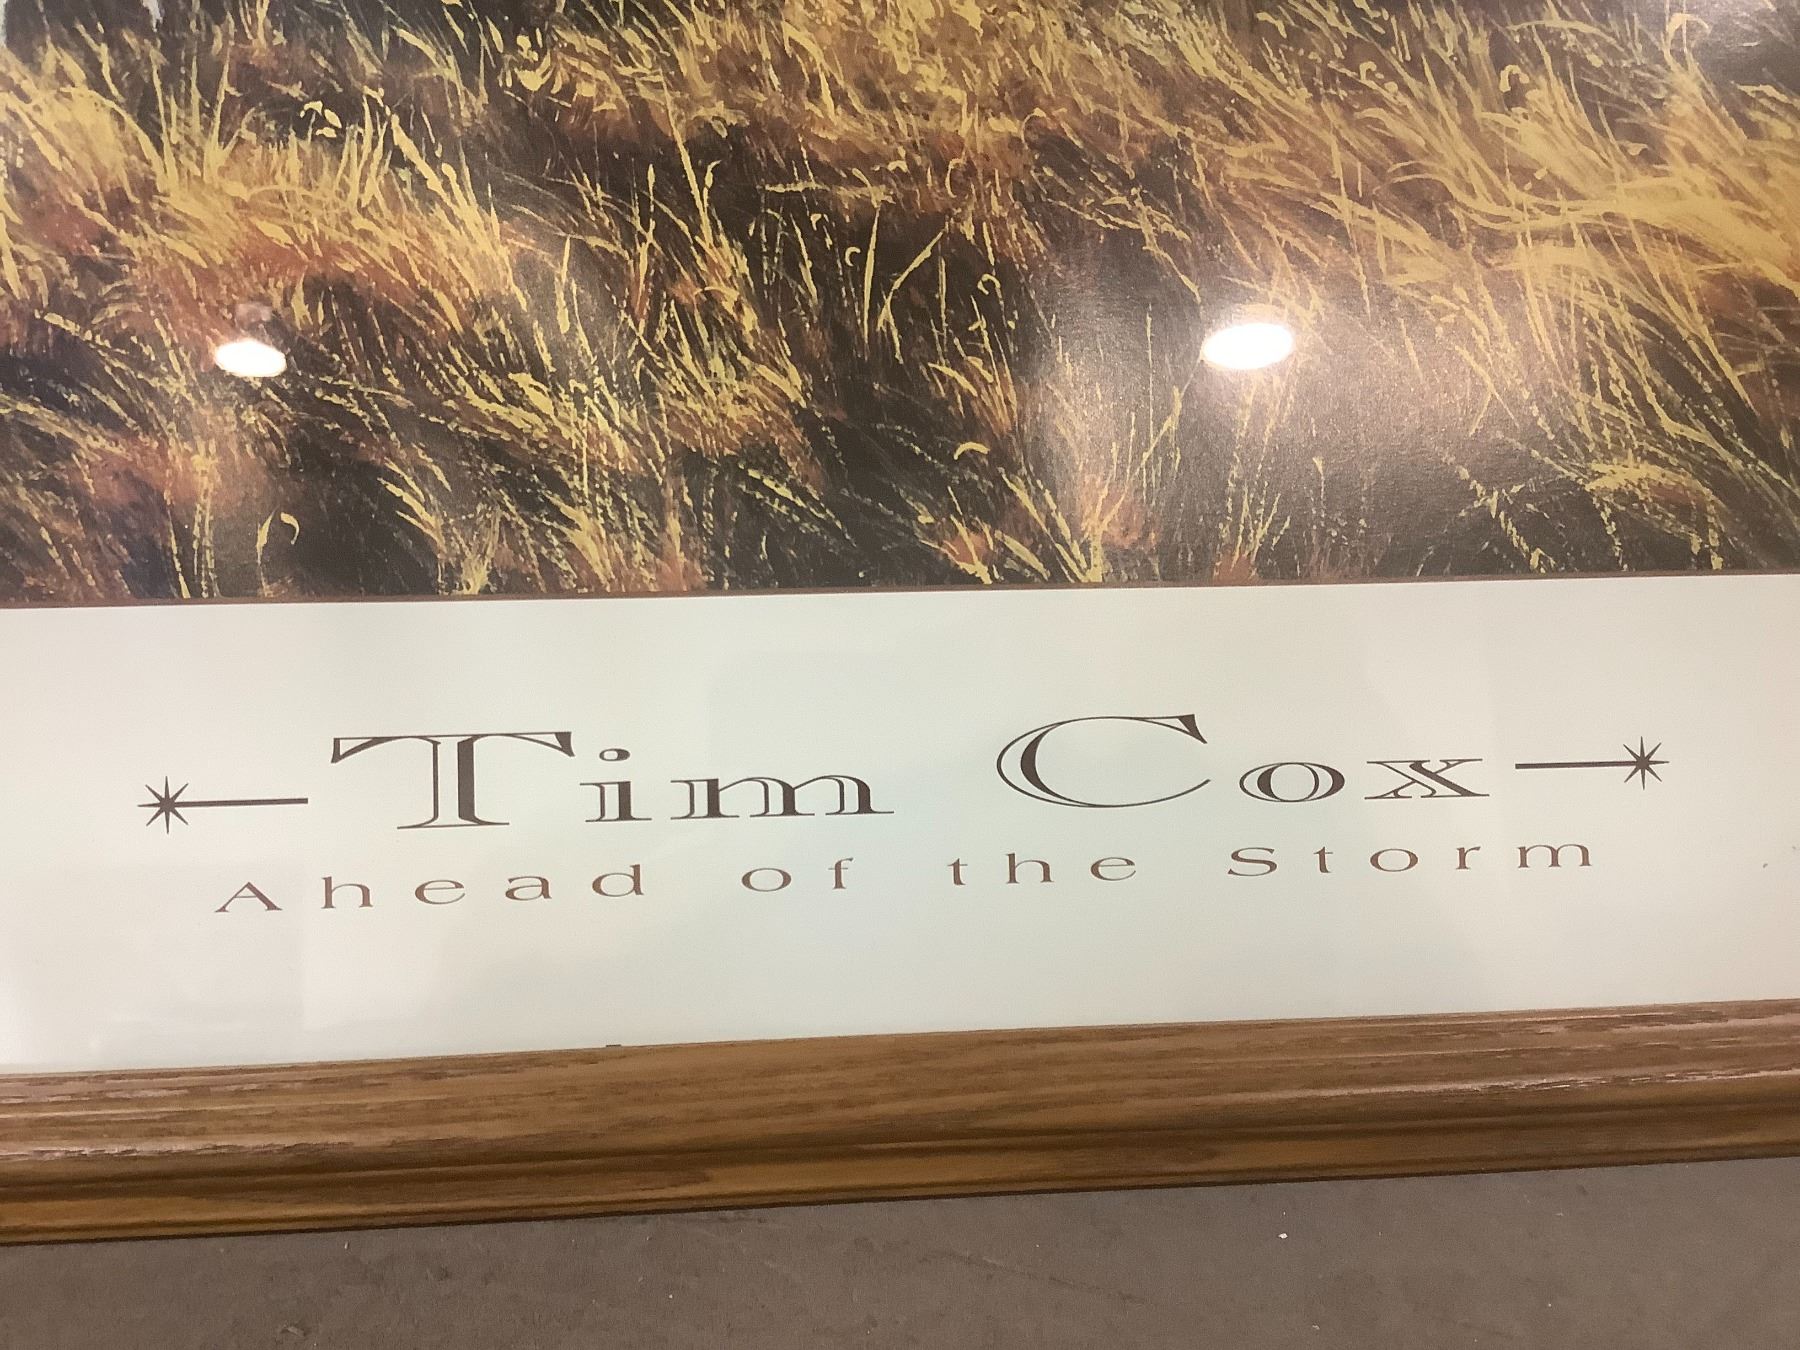 Tim Cox
Ahead of the Storm